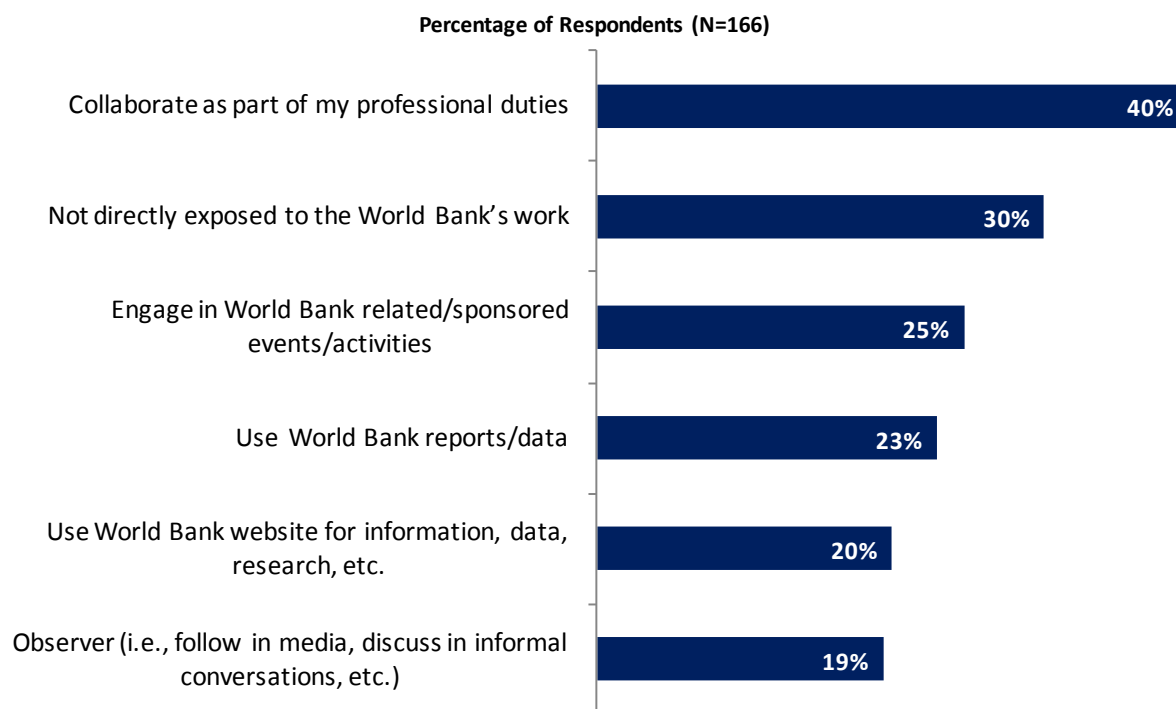 Percentage of Respondents (N=166)
Collaborate as part of my professional duties
40%
Not directly exposed to the World Bank’s work
30%
Engage in World Bank related/sponsored
events/activities
25%
Use World Bank reports/data
23%
Use World Bank website for information, data,
research, etc.
20%
Observer (i.e., follow in media, discuss in informal
conversations, etc.)
19%